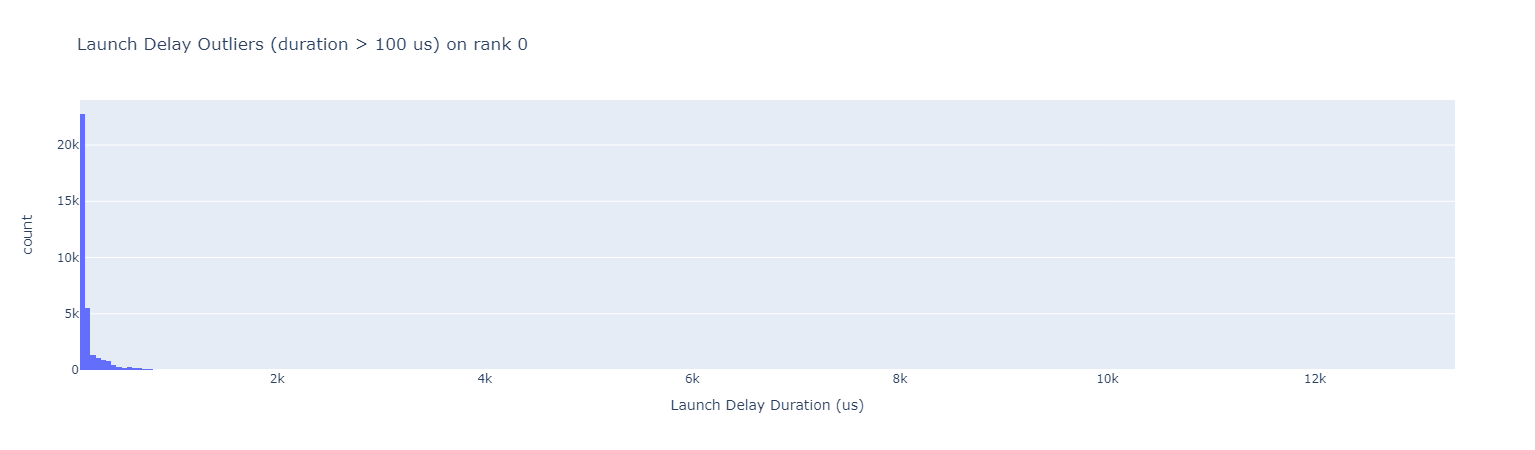 Launch Delay Outliers (duration > 100 us) on rank 0
count
20k
15k
10k
5k
0
2k
4k
6k
8k
10k
12k
Launch Delay Duration (us)